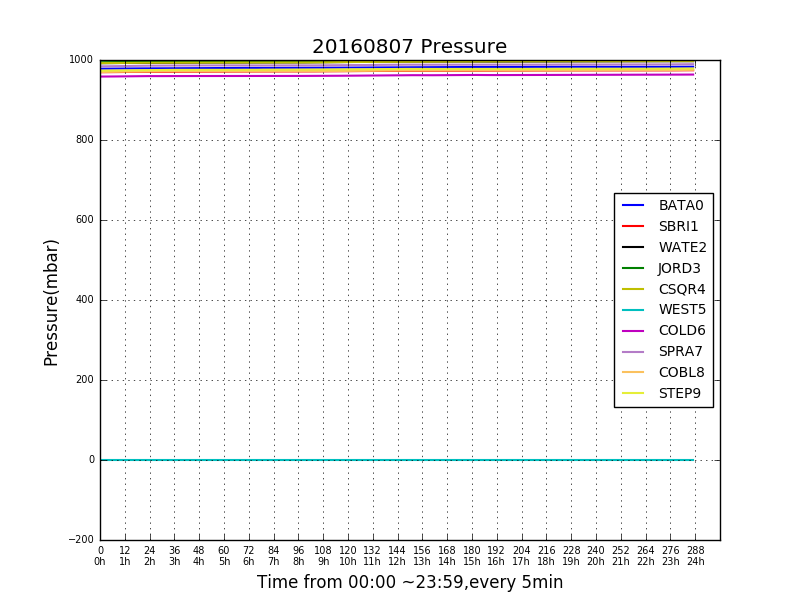 20160807 Pressure
1000
800
600
400
200
0
−200
Pressure(mbar)
BATA0
SBRI1
WATE2
JORD3
CSQR4
WEST5
COLD6
SPRA7
COBL8
STEP9
0 12 24 36 48 60 72 84 96 108 120 132 144 156 168 180 192 204 216 228 240 252 264 276 288
0h 1h 2h 3h 4h 5h 6h 7h 8h 9h 10h 11h 12h 13h 14h 15h 16h 17h 18h 19h 20h 21h 22h 23h 24h
Time from 00:00 ~23:59,every 5min